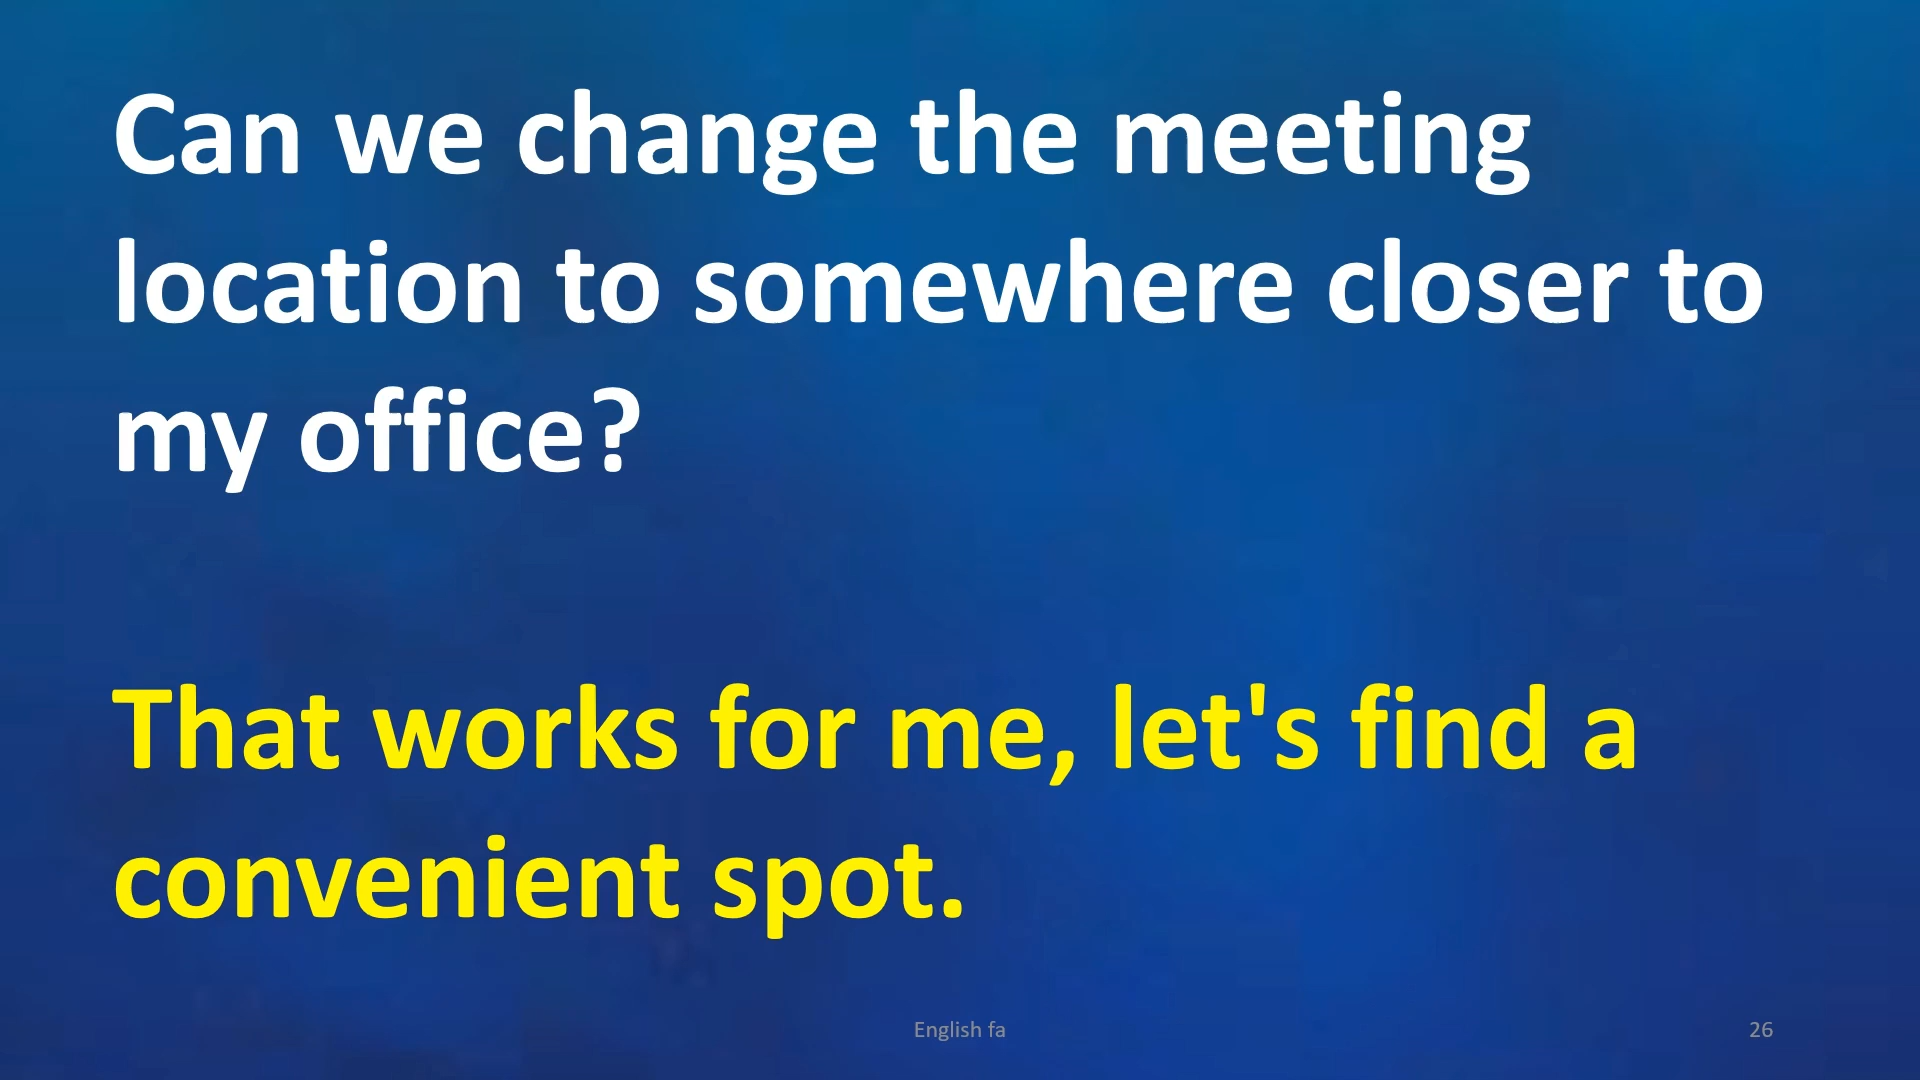 Can we change the meeting
location to somewhere closer to
my office?
That works for me, let's find a
convenient spot.
English fa
26